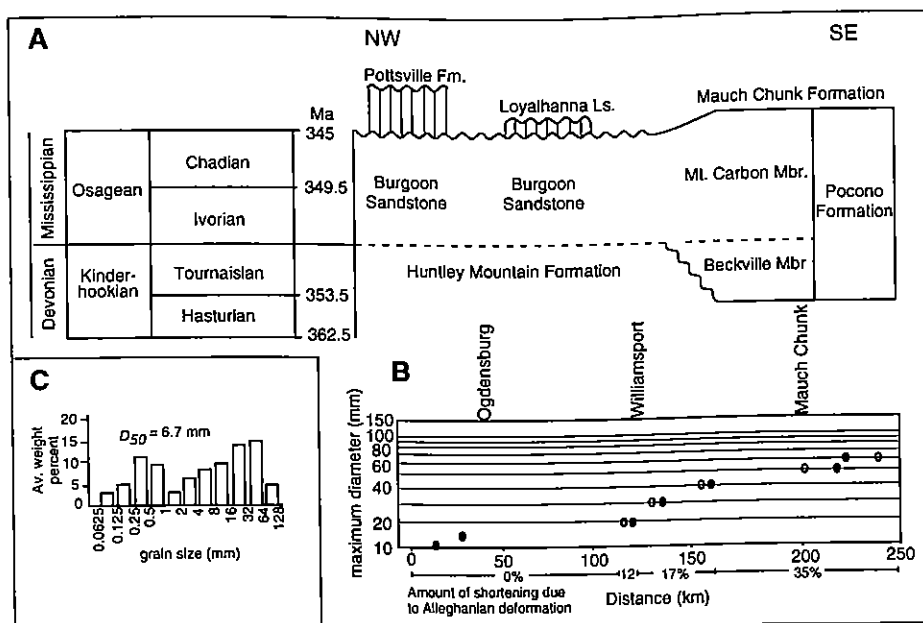 A
NW
SE
Pottsville Fm.
Loyalhanna Ls.
Mauch Chunk Formation
Ma
345
349.5
353.5
362.5
Mississippian
Devonian
Osagean
Kinder-
hookian
Chadian
Ivorian
Tournaisian
Hasturian
Burgoon
Sandstone
Burgoon
Sandstone
Mt. Carbon Mbr.
Pocono
Formation
Huntley Mountain Formation
Beckville Mbr
C
20
15
10
5
0
Av. weight
percent
D50 = 6.7 mm
0.0625
0.125
0.25
0.5
1
2
4
8
16
32
64
128
grain size (mm)
B
Ogdensburg
Williamsport
Mauch Chunk
maximum diameter (mm)
150
100
80
60
40
20
10
0 50 100 150 200 250
0% 12 17% 35%
Amount of shortening due
to Alleghanian deformation
Distance (km)